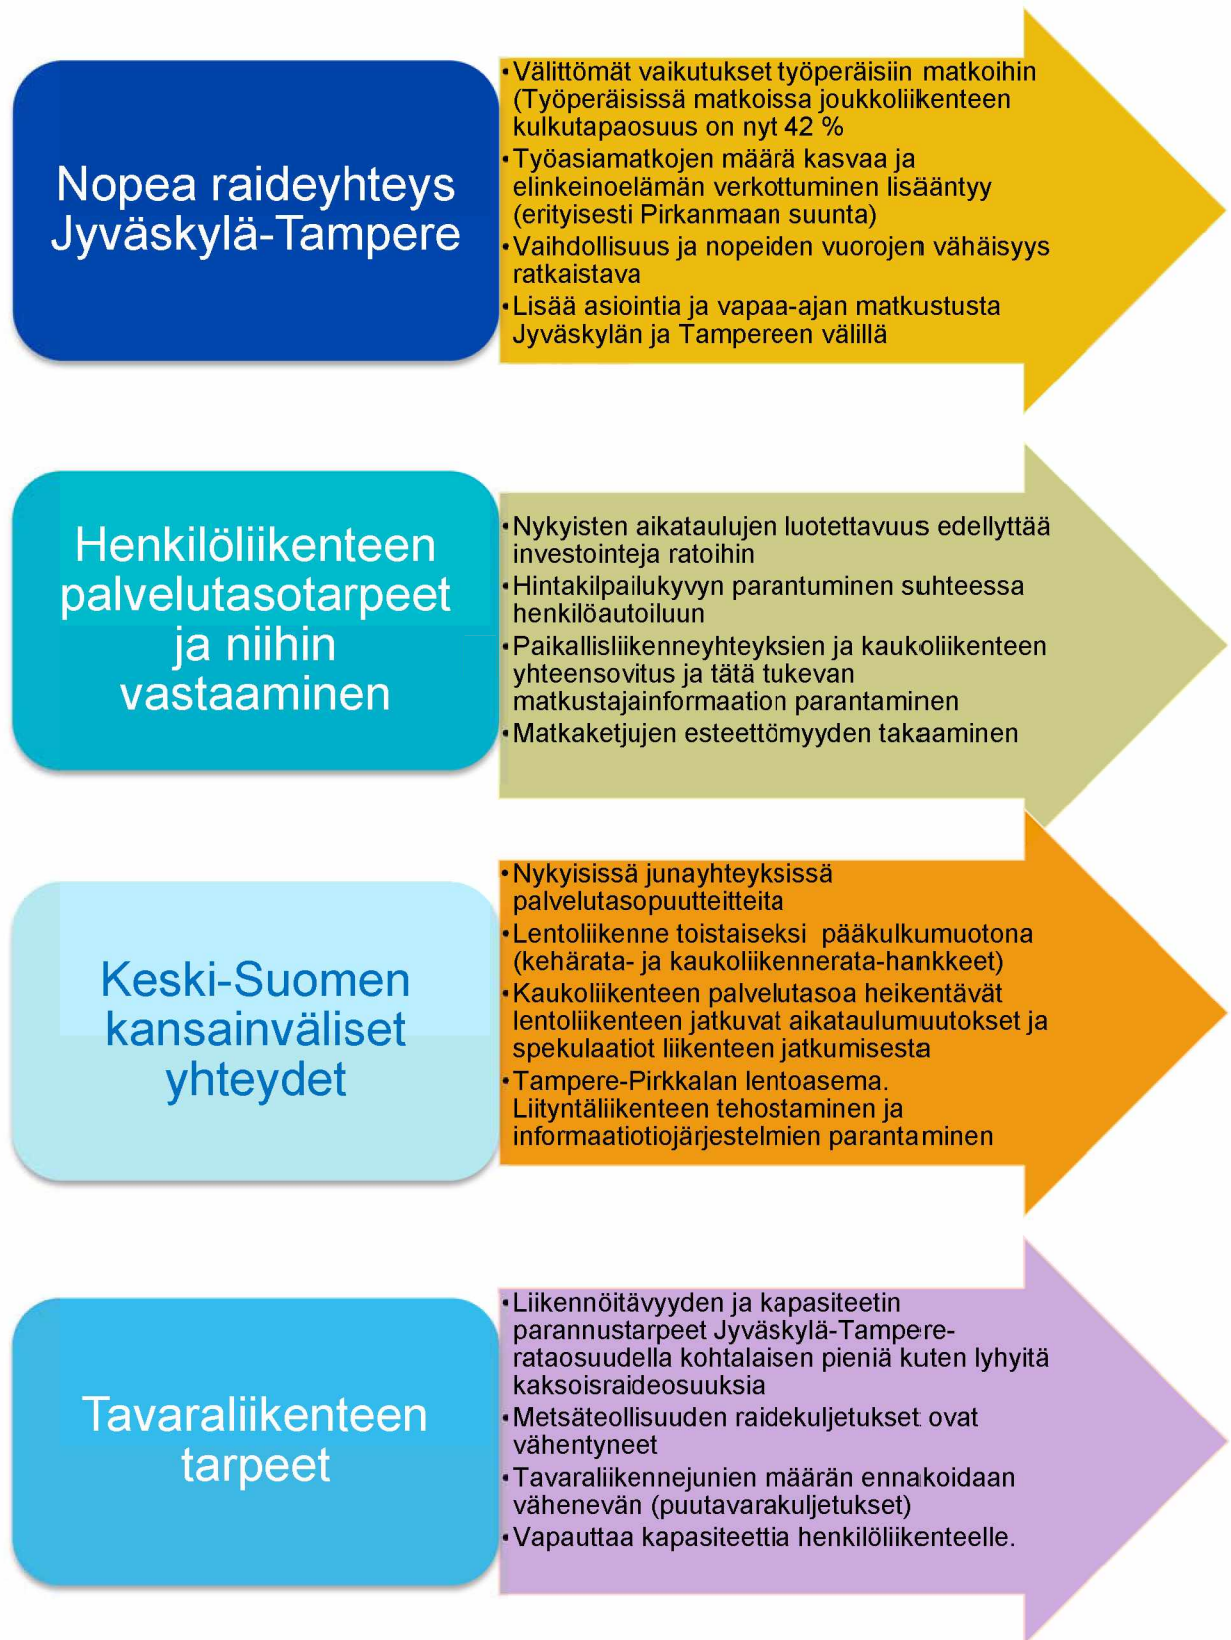 Nopea raideyhteys
Jyväskylä-Tampere
•Välittömät vaikutukset työperäisiin matkoihin
(Työperäisissä matkoissa joukkoliikenteen
kulkutapaosuus on nyt 42 %
•Työasiamatkojen määrä kasvaa ja
elinkeinoelämän verkottuminen lisääntyy
(erityisesti Pirkanmaan suunta)
•Vaihdollisuus ja nopeiden vuorojen vähäisyys
ratkaistava
•Lisää asiointia ja vapaa-ajan matkustusta
Jyväskylän ja Tampereen välillä
Henkilöliikenteen
palvelutasotarpeet
ja niihin
vastaaminen
•Nykyisten aikataulujen luotettavuus edellyttää
investointeja ratoihin
•Hintakilpailukyvyn parantuminen suhteessa
henkilöautoiluun
•Paikallisliikenneyhteyksien ja kaukoliikenteen
yhteensovitus ja tätä tukevan
matkustajainformaation parantaminen
•Matkaketjujen esteettömyyden takaaminen
Keski-Suomen
kansainväliset
yhteydet
•Nykyisissä junayhteyksissä
palvelutasopuutteitteita
•Lentoliikenne toistaiseksi pääkulkumuotona
(kehärata- ja kaukoliikennerata-hankkeet)
•Kaukoliikenteen palvelutasoa heikentävät
lentoliikenteen jatkuvat aikataulumuutokset ja
spekulaatiot liikenteen jatkumisesta
•Tampere-Pirkkalan lentoasema.
Liityntäliikenteen tehostaminen ja
informaatiotiojärjestelmien parantaminen
Tavaraliikenteen
tarpeet
•Liikennöitävyyden ja kapasiteetin
parannustarpeet Jyväskylä-Tampere-
rataosuudella kohtalaisen pieniä kuten lyhyitä
kaksoisraideosuuksia
•Metsäteollisuuden raidekuljetukset ovat
vähentyneet
•Tavaraliikennejunien määrän ennakoidaan
vähenevän (puutavarakuljetukset)
•Vapauttaa kapasiteettia henkilöliikenteelle.